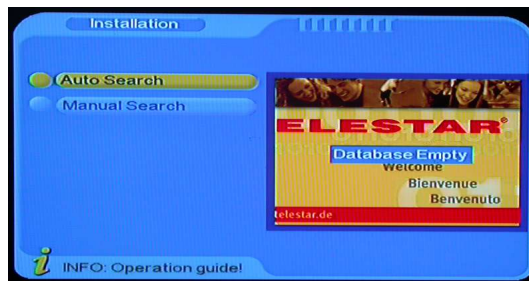 Installation
Auto Search
Manual Search
ELESTAR®
Database Empty
Welcome
Bienvenue
Benvenuto
telestar.de
i INFO: Operation guide!